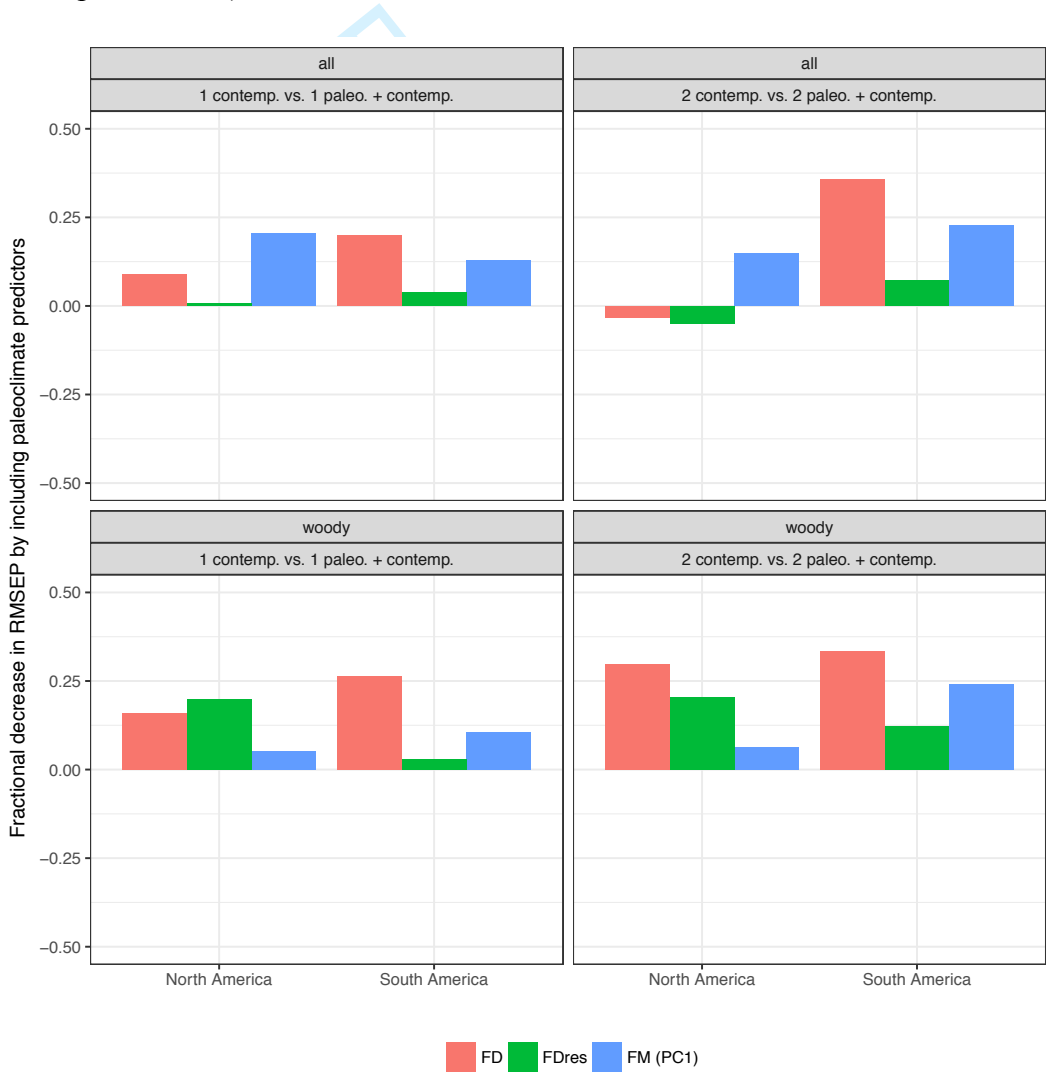 all
all
1 contemp. vs. 1 paleo. + contemp.
2 contemp. vs. 2 paleo. + contemp.
0.50
0.25
0.00
−0.25
−0.50
woody
woody
1 contemp. vs. 1 paleo. + contemp.
2 contemp. vs. 2 paleo. + contemp.
0.50
0.25
0.00
−0.25
−0.50
Fractional decrease in RMSEP by including paleoclimate predictors
North America
South America
North America
South America
FD FDres FM (PC1)